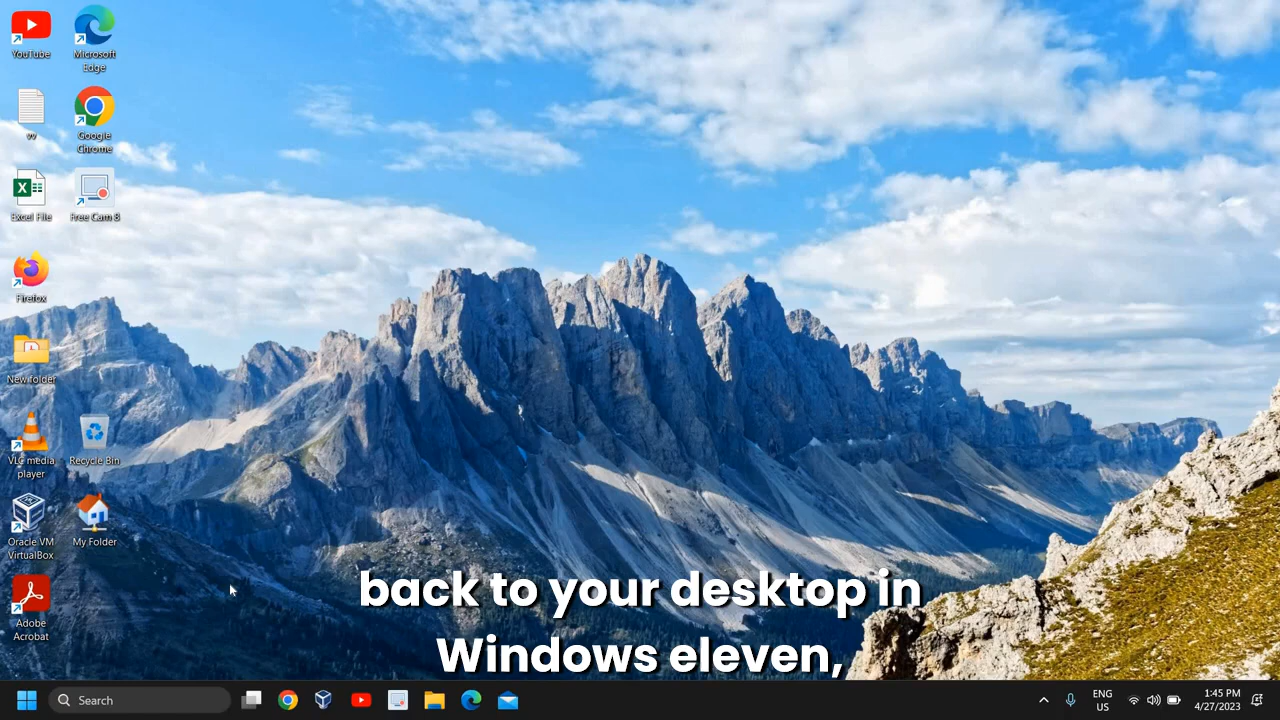 YouTube
Microsoft
Edge
vv
Google
Chrome
Excel File
Free Cam 8
Firefox
New folder
VLC media
player
Recycle Bin
Oracle VM
VirtualBox
My Folder
Adobe
Acrobat
back to your desktop in
Windows eleven,
Search
ENG
US
1:45 PM
4/27/2023